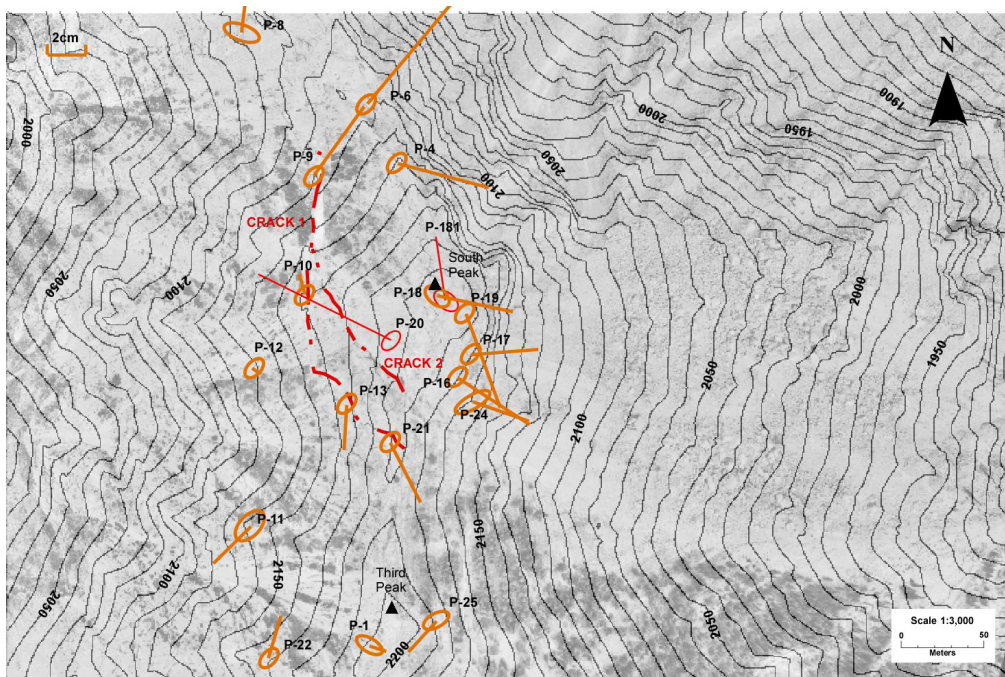 P-8
2cm
N
P-6
1900
2000
2000
1950
P-9
P-4
2050
2100
CRACK 1
P-181
South
Peak
P-10
2050
2100
P-18
P-19
2000
P-20
1950
P-17
CRACK 2
P-12
P-16
2050
P-13
P-24
2100
P-21
P-11
2150
Third
Peak
2100
2150
P-25
2050
P-1
2050
P-22
2200
Scale 1:3,000
0 50
Meters